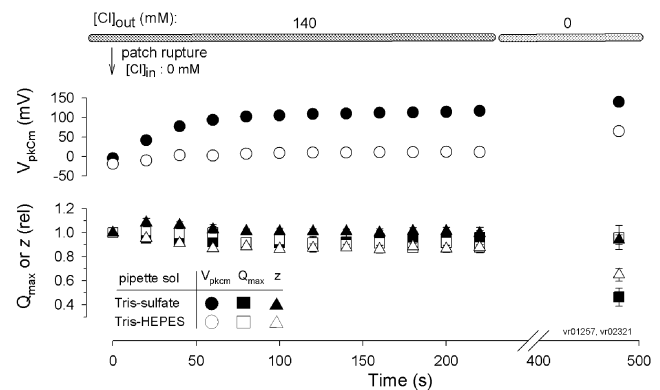 [Cl]out (mM): 140 0
patch rupture
[Cl]in : 0 mM
VpkCm (mV)
150
100
50
0
-50
Qmax or z (rel)
1.2
1.0
0.8
0.6
0.4
pipette sol Vpkcm Qmax z
Tris-sulfate
Tris-HEPES
vr01257, vr02321
0 50 100 150 200 400 500
Time (s)